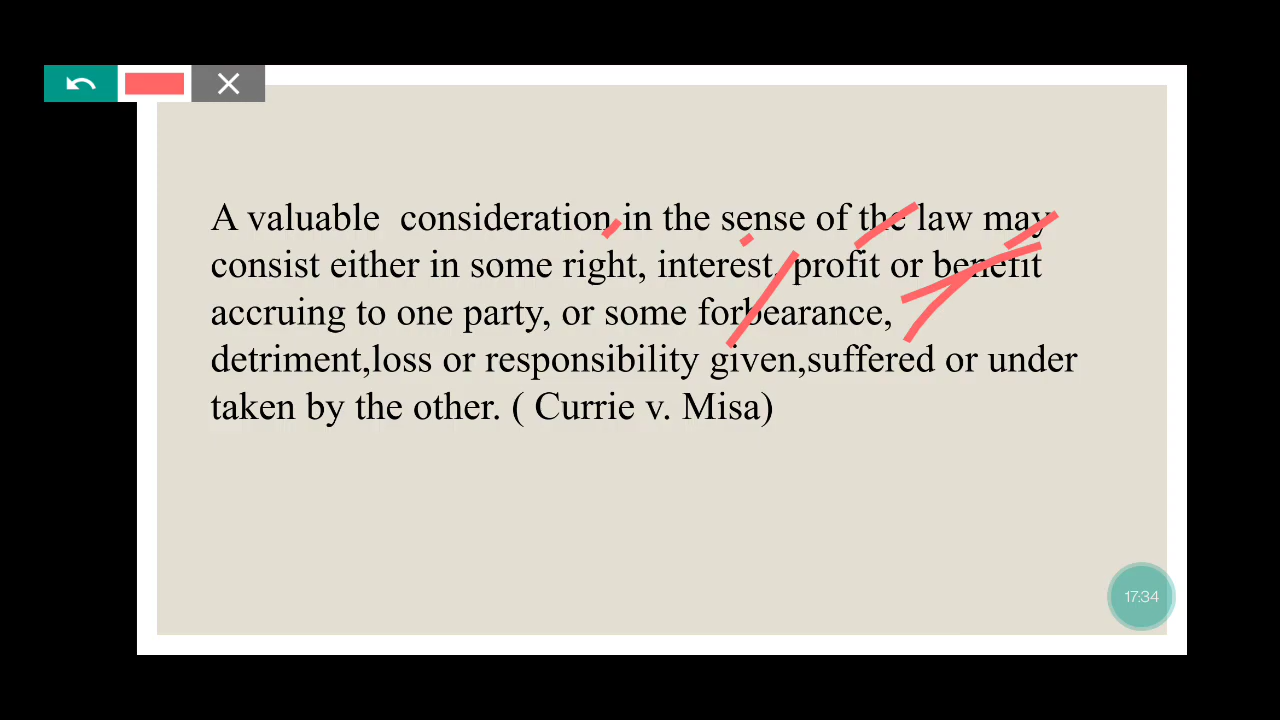 A valuable  consideration in the sense of the law may
consist either in some right, interest, profit or benefit
accruing to one party, or some forbearance,
detriment,loss or responsibility given,suffered or under
taken by the other. ( Currie v. Misa)
17:34